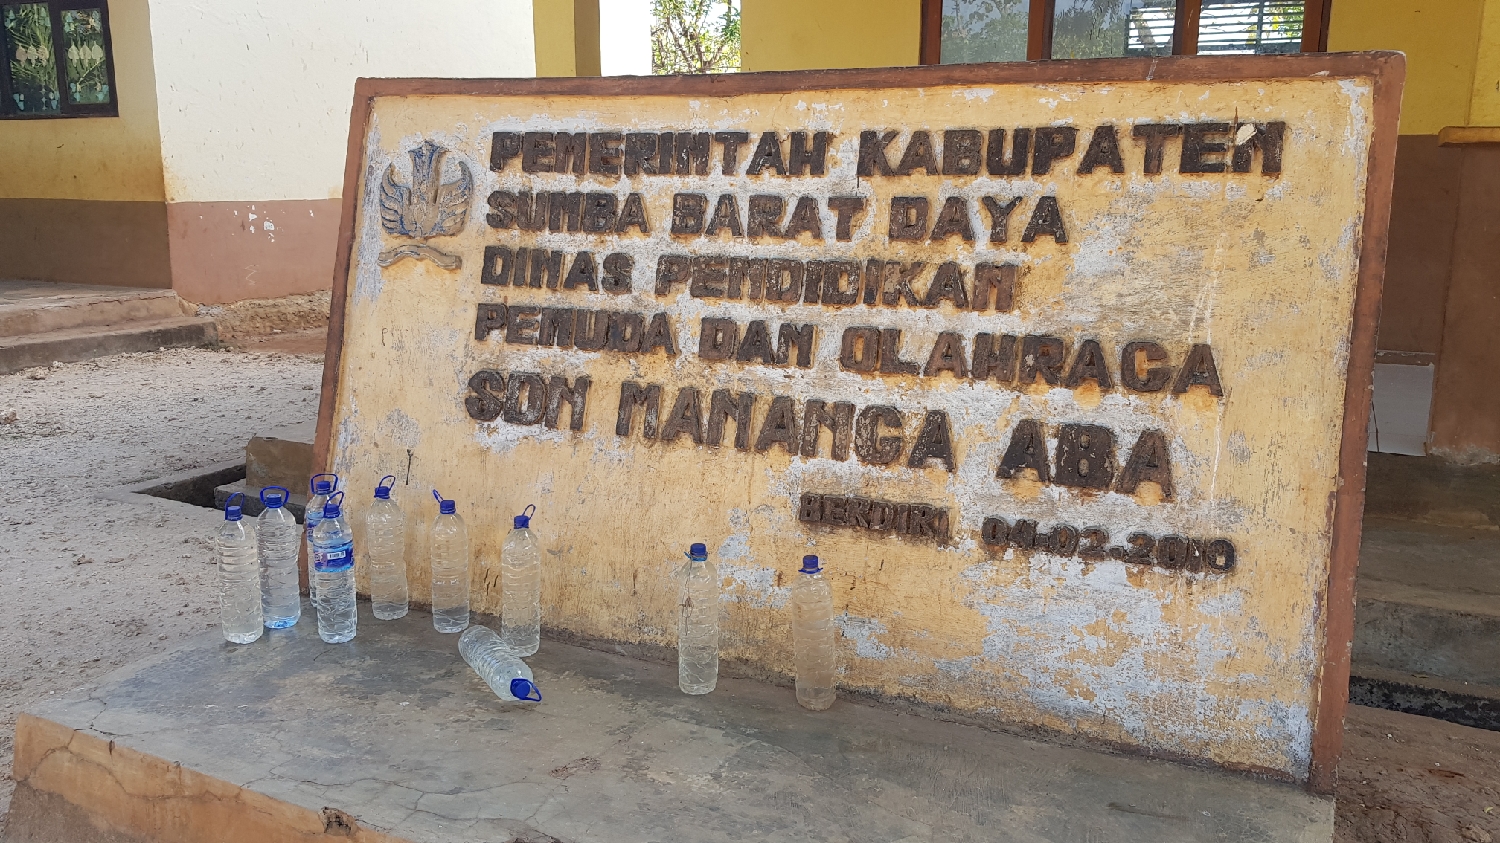 PEMERINTAH KABUPATEN
SUMBA BARAT DAYA
DINAS PENDIDIKAN
PEMUDA DAN OLAHRAGA
SDN MANANGA ABA
BERDIRI 04.02.2010